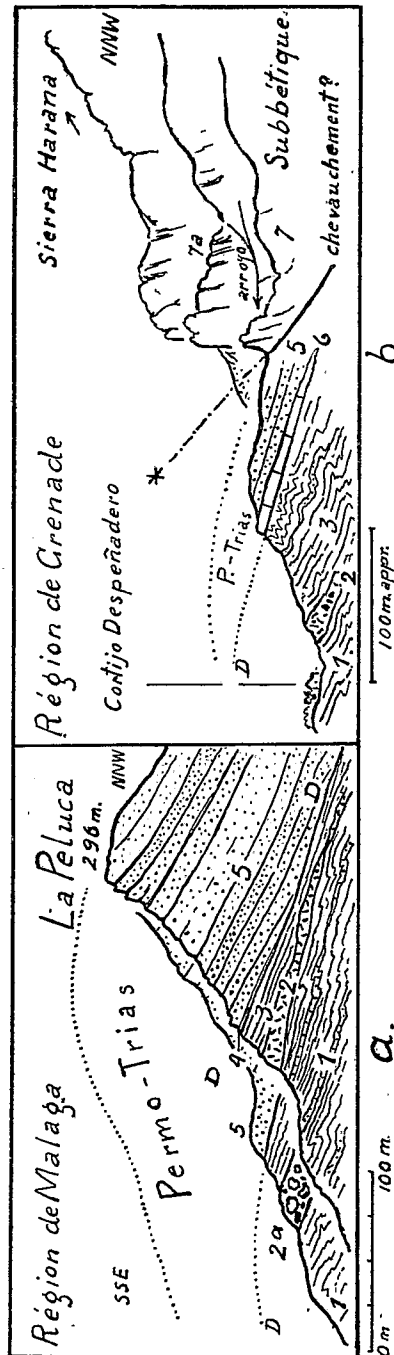 Région de Malaga
La Peluca
296 m.
SSE
NNW
Permo-Trias
D
D
D
5
5
4
3
2
2a
1
1
0 m
100 m.
a.
Région de Grenade
Sierra Harana
NNW
Cortijo Despeñadero
*
7a
arroyo
Subbétique.
7
chevauchement?
P.-Trias
D
5
6
3
2
1
100m. appr.
b